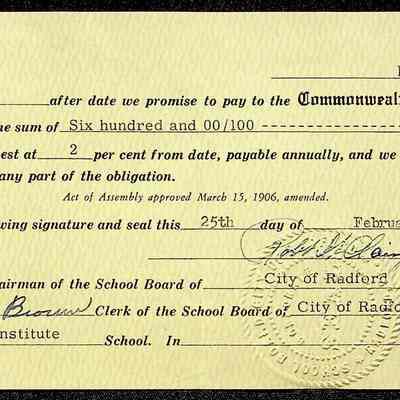 after date we promise to pay to the Commonweal
he sum of Six hundred and 00/100 --------------------
est at 2 per cent from date, payable annually, and we
any part of the obligation.
Act of Assembly approved March 15, 1906, amended.
wing signature and seal this 25th day of Februa
hairman of the School Board of City of Radford
Brown Clerk of the School Board of City of Radfo
nstitute School. In